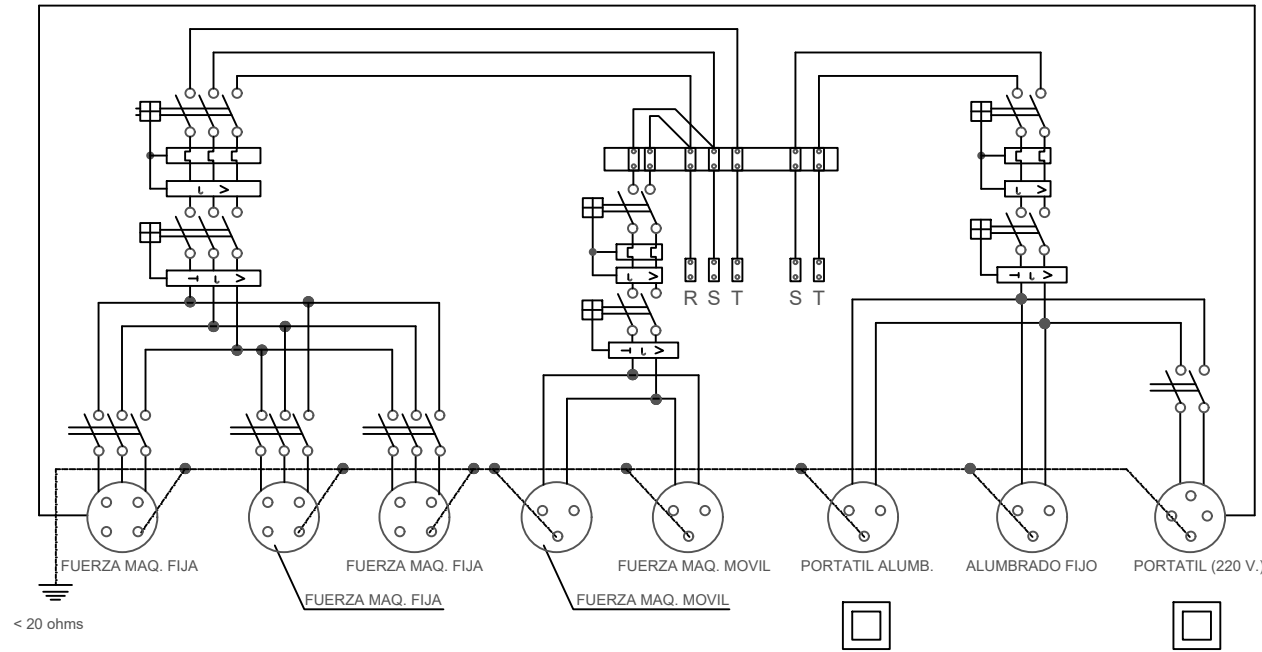 R S T S T
FUERZA MAQ. FIJA FUERZA MAQ. FIJA FUERZA MAQ. MOVIL PORTATIL ALUMB. ALUMBRADO FIJO PORTATIL (220 V.)
FUERZA MAQ. FIJA FUERZA MAQ. MOVIL
< 20 ohms